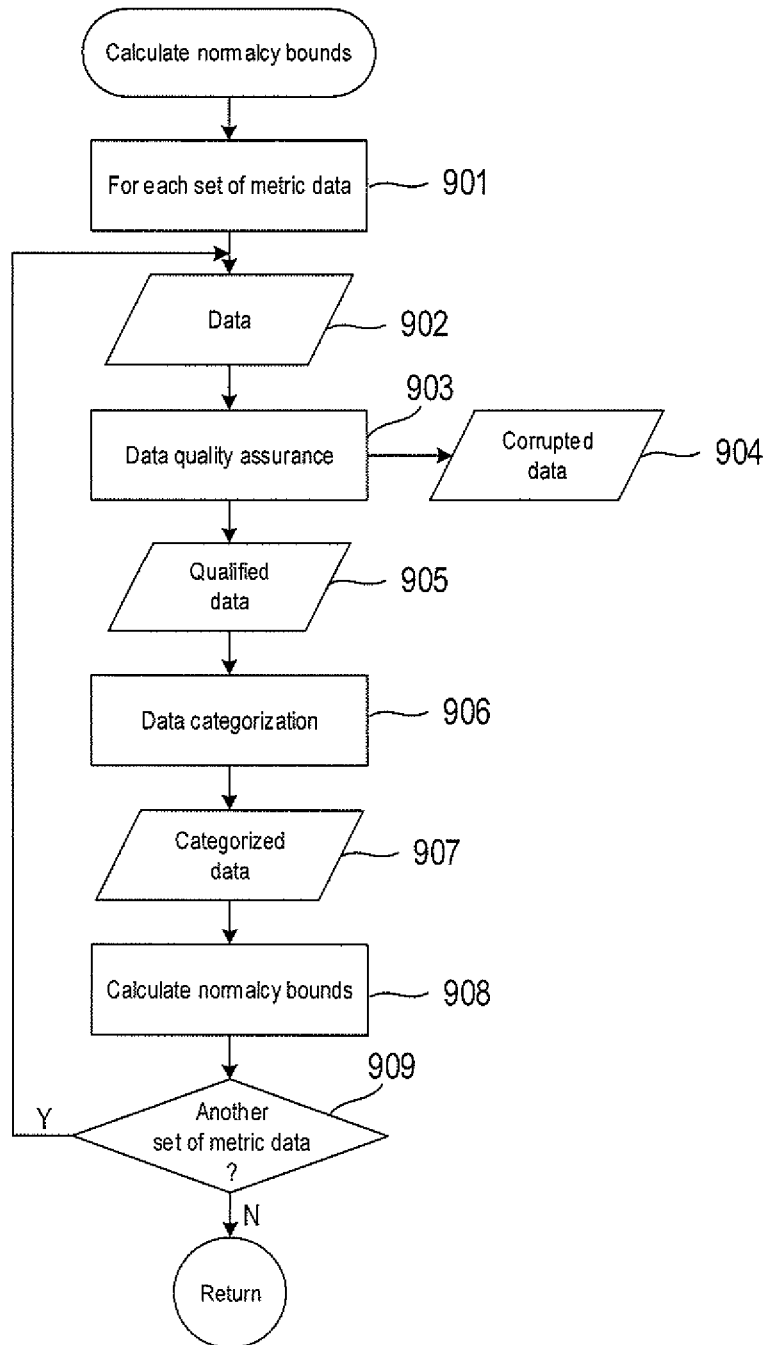 Calculate normalcy bounds
For each set of metric data
901
Data
902
903
Data quality assurance
Corrupted
data
904
Qualified
data
905
Data categorization
906
Categorized
data
907
Calculate normalcy bounds
908
909
Another
set of metric data
?
Y
N
Return